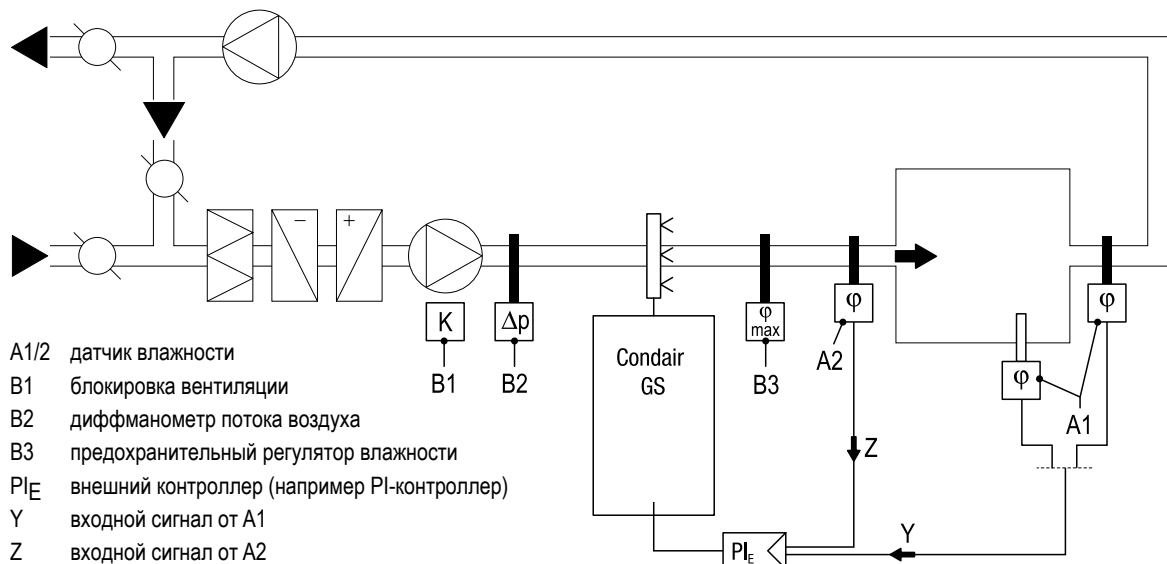 − +
K
Δp
Condair
GS
φ
max
φ
φ
φ
B1
B2
B3
A2
A1
Z
Y
PIE
A1/2 датчик влажности
B1 блокировка вентиляции
B2 диффманометр потока воздуха
B3 предохранительный регулятор влажности
PIE внешний контроллер (например PI-контроллер)
Y входной сигнал от A1
Z входной сигнал от A2